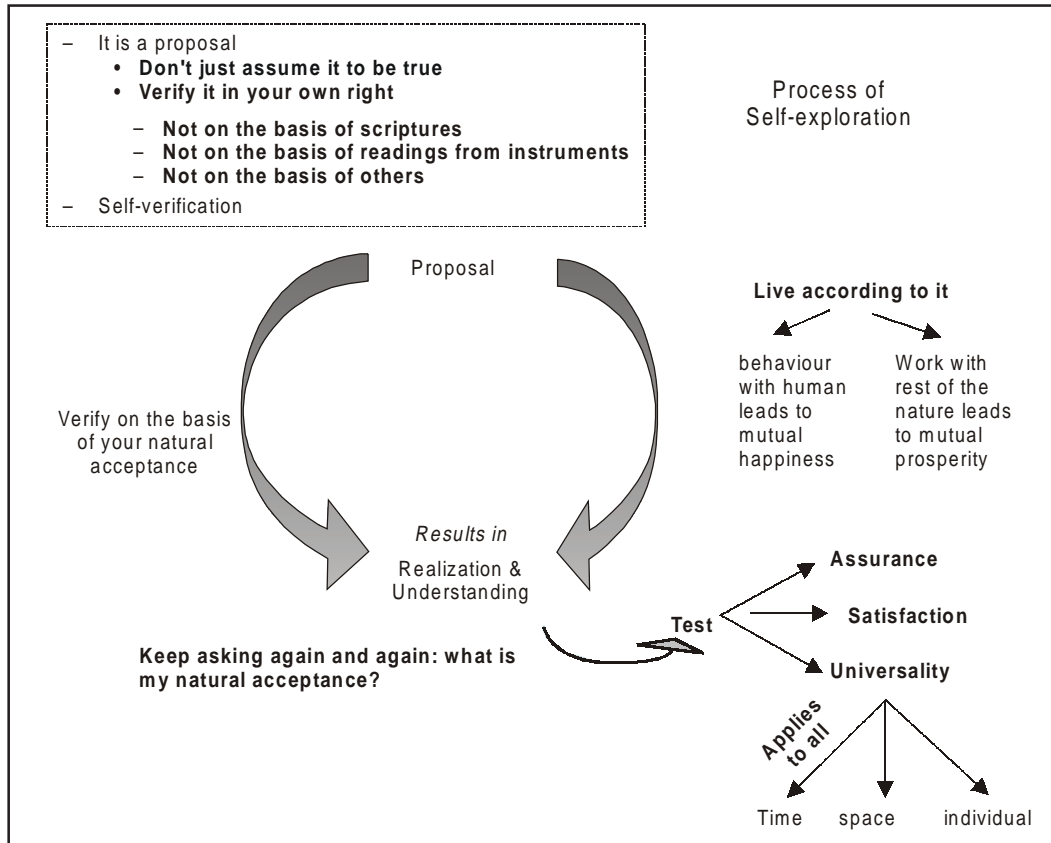 – It is a proposal
• Don't just assume it to be true
• Verify it in your own right
– Not on the basis of scriptures
– Not on the basis of readings from instruments
– Not on the basis of others
– Self-verification
Process of
Self-exploration
Proposal
Verify on the basis
of your natural
acceptance
Live according to it
behaviour
with human
leads to
mutual
happiness
Work with
rest of the
nature leads
to mutual
prosperity
Results in
Realization &
Understanding
Keep asking again and again: what is
my natural acceptance?
Test
Assurance
Satisfaction
Universality
Applies
to all
Time
space
individual